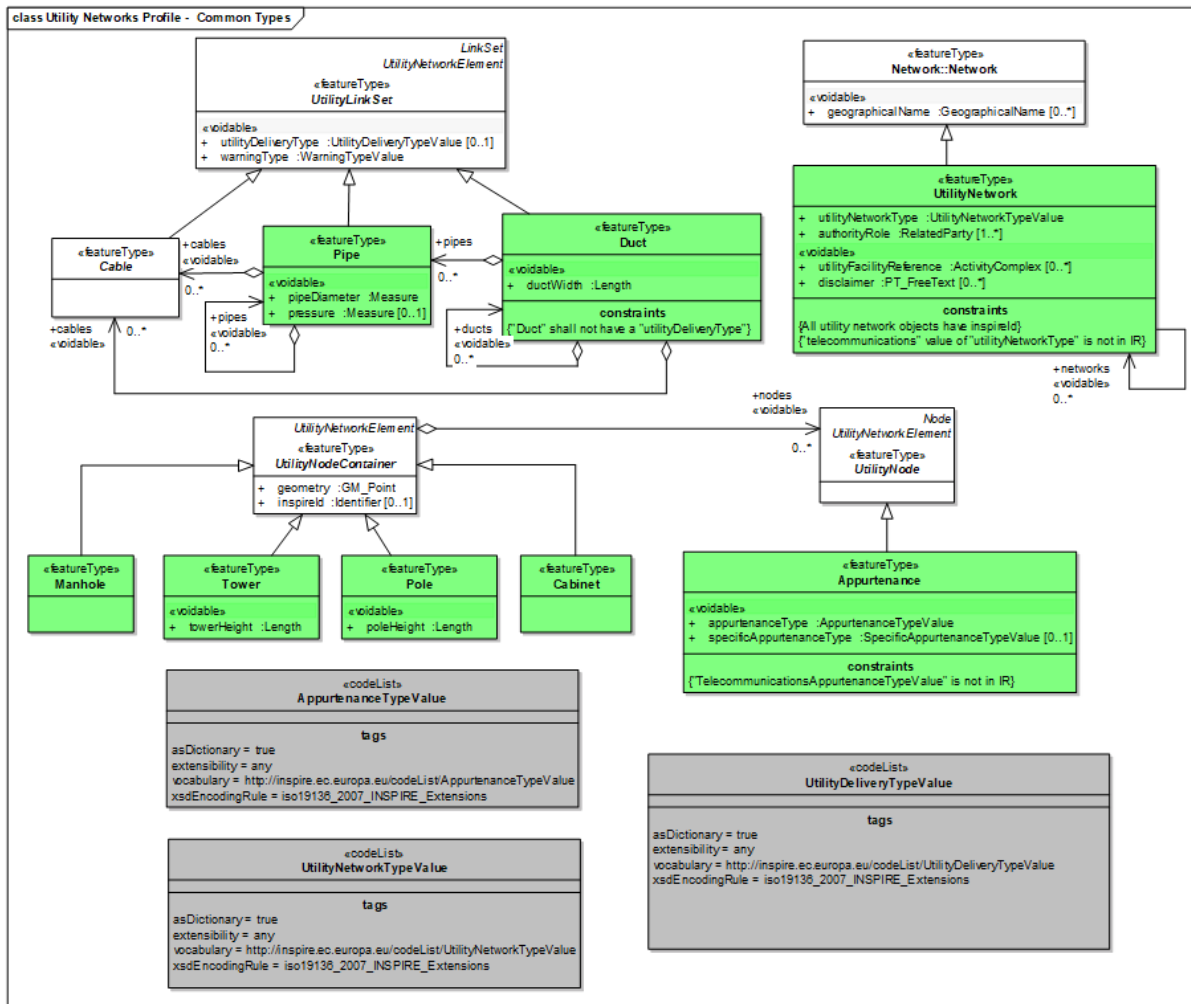 class Utility Networks Profile - Common Types
LinkSet
UtilityNetworkElement
«featureType»
UtilityLinkSet
«voidable»
+ utilityDeliveryType :UtilityDeliveryTypeValue [0..1]
+ warningType :WarningTypeValue
«featureType»
Network::Network
«voidable»
+ geographicalName :GeographicalName [0..*]
«featureType»
UtilityNetwork
+ utilityNetworkType :UtilityNetworkTypeValue
+ authorityRole :RelatedParty [1..*]
«voidable»
+ utilityFacilityReference :ActivityComplex [0..*]
+ disclaimer :PT_FreeText [0..*]
constraints
{All utility network objects have inspireId}
{"telecommunications" value of "utilityNetworkType" is not in IR}
+networks
«voidable»
0..*
«featureType»
Cable
+cables
«voidable»
0..*
«featureType»
Pipe
«voidable»
+ pipeDiameter :Measure
+ pressure :Measure [0..1]
+pipes
0..*
«featureType»
Duct
«voidable»
+ ductWidth :Length
constraints
{"Duct" shall not have a "utilityDeliveryType"}
+cables
«voidable»
0..*
+pipes
«voidable»
0..*
+ducts
«voidable»
0..*
UtilityNetworkElement
«featureType»
UtilityNodeContainer
+ geometry :GM_Point
+ inspireId :Identifier [0..1]
+nodes
«voidable»
0..*
Node
UtilityNetworkElement
«featureType»
UtilityNode
«featureType»
Manhole
«featureType»
Tower
«voidable»
+ towerHeight :Length
«featureType»
Pole
«voidable»
+ poleHeight :Length
«featureType»
Cabinet
«featureType»
Appurtenance
«voidable»
+ appurtenanceType :AppurtenanceTypeValue
+ specificAppurtenanceType :SpecificAppurtenanceTypeValue [0..1]
constraints
{"TelecommunicationsAppurtenanceTypeValue" is not in IR}
«codeList»
AppurtenanceTypeValue
tags
asDictionary = true
extensibility = any
vocabulary = http://inspire.ec.europa.eu/codeList/AppurtenanceTypeValue
xsdEncodingRule = iso19136_2007_INSPIRE_Extensions
«codeList»
UtilityDeliveryTypeValue
tags
asDictionary = true
extensibility = any
vocabulary = http://inspire.ec.europa.eu/codeList/UtilityDeliveryTypeValue
xsdEncodingRule = iso19136_2007_INSPIRE_Extensions
«codeList»
UtilityNetworkTypeValue
tags
asDictionary = true
extensibility = any
vocabulary = http://inspire.ec.europa.eu/codeList/UtilityNetworkTypeValue
xsdEncodingRule = iso19136_2007_INSPIRE_Extensions